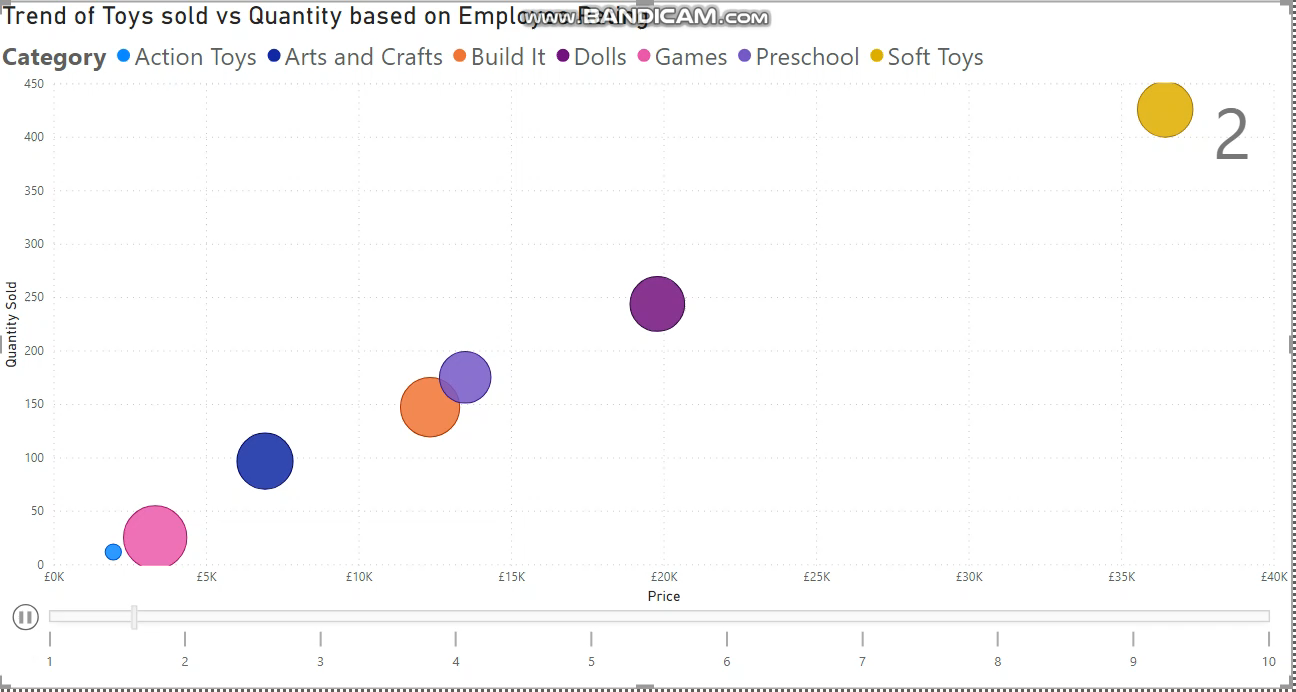 Trend of Toys sold vs Quantity based on Employee Rating
www.BANDICAM.com
Category Action Toys Arts and Crafts Build It Dolls Games Preschool Soft Toys
2
450
400
350
300
250
200
150
100
50
0
Quantity Sold
£0K £5K £10K £15K £20K £25K £30K £35K £40K
Price
1 2 3 4 5 6 7 8 9 10